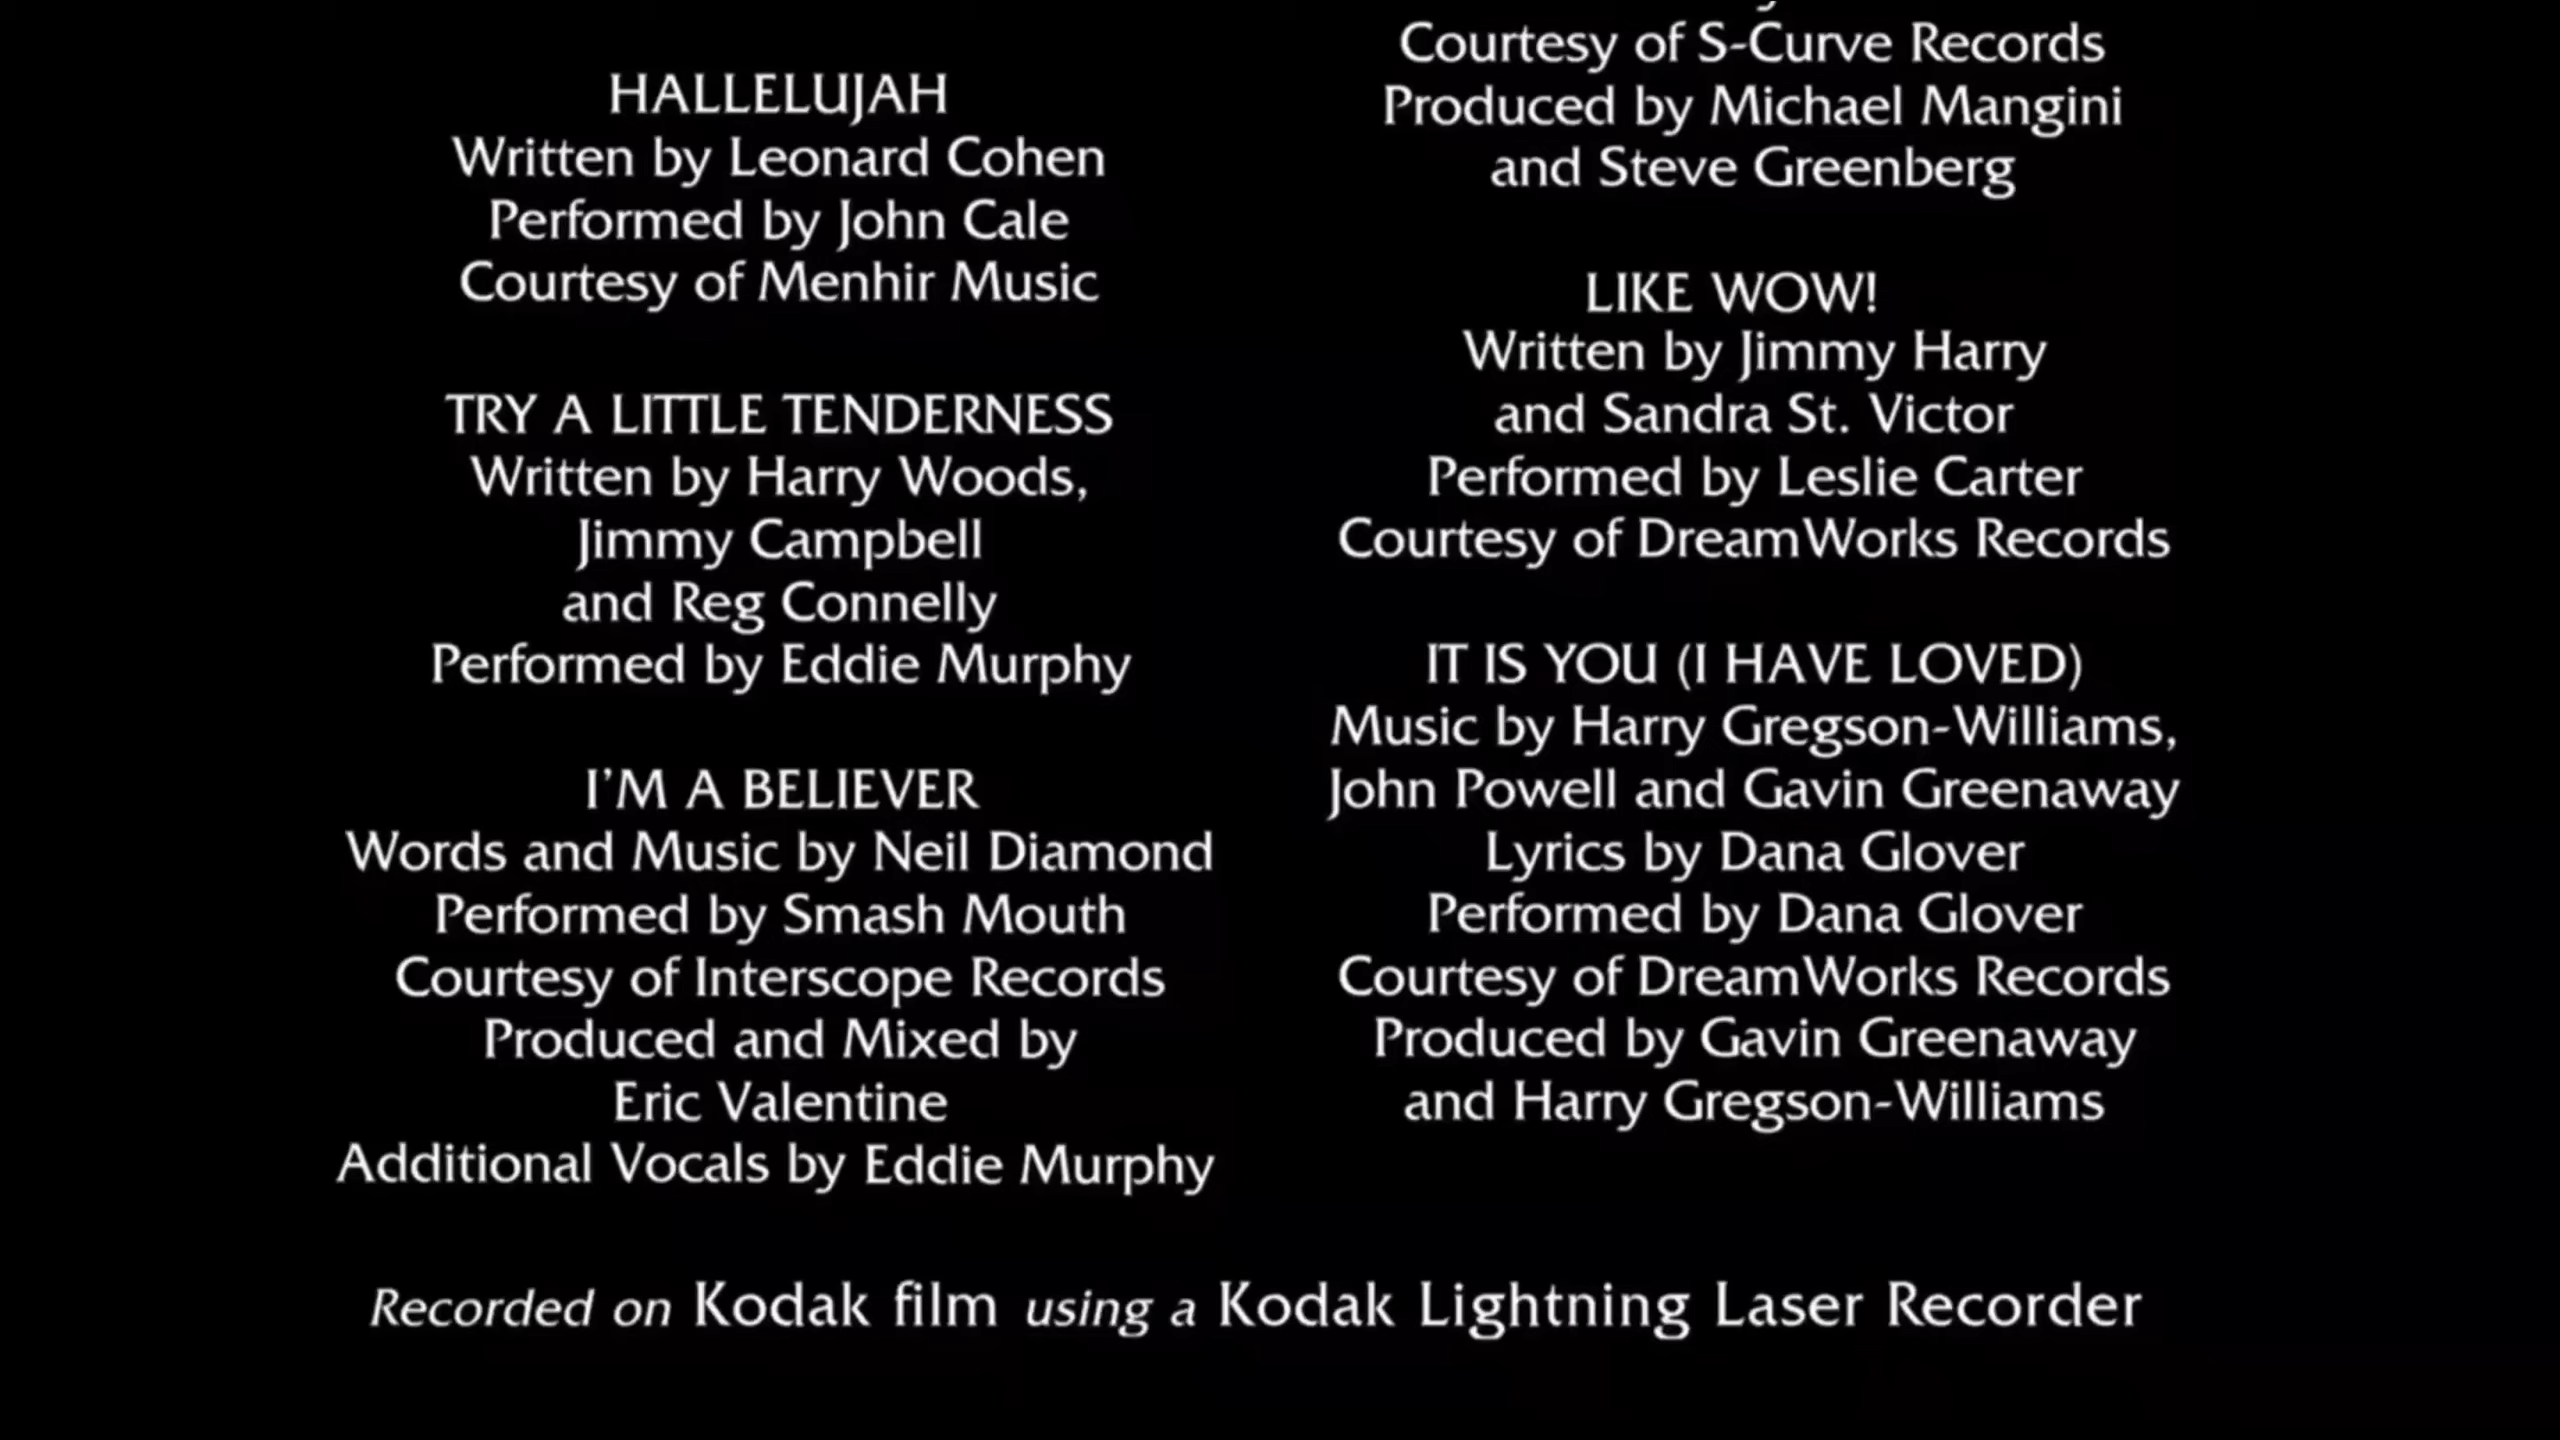 HALLELUJAH
Written by Leonard Cohen
Performed by John Cale
Courtesy of Menhir Music
TRY A LITTLE TENDERNESS
Written by Harry Woods,
Jimmy Campbell
and Reg Connelly
Performed by Eddie Murphy
I'M A BELIEVER
Words and Music by Neil Diamond
Performed by Smash Mouth
Courtesy of Interscope Records
Produced and Mixed by
Eric Valentine
Additional Vocals by Eddie Murphy
Courtesy of S-Curve Records
Produced by Michael Mangini
and Steve Greenberg
LIKE WOW!
Written by Jimmy Harry
and Sandra St. Victor
Performed by Leslie Carter
Courtesy of DreamWorks Records
IT IS YOU (I HAVE LOVED)
Music by Harry Gregson-Williams,
John Powell and Gavin Greenaway
Lyrics by Dana Glover
Performed by Dana Glover
Courtesy of DreamWorks Records
Produced by Gavin Greenaway
and Harry Gregson-Williams
Recorded on Kodak film using a Kodak Lightning Laser Recorder